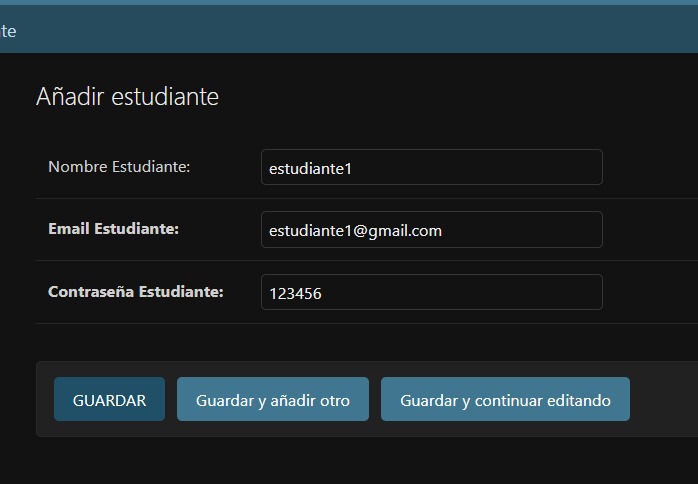 te
Añadir estudiante
Nombre Estudiante: estudiante1
Email Estudiante: estudiante1@gmail.com
Contraseña Estudiante: 123456
GUARDAR Guardar y añadir otro Guardar y continuar editando